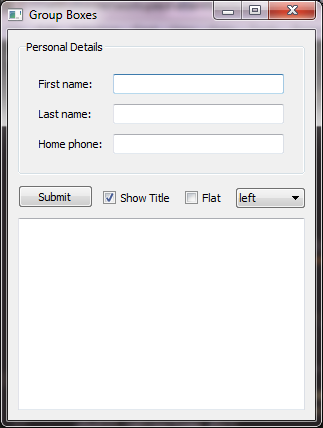 Group Boxes
Personal Details
First name:
Last name:
Home phone:
Submit Show Title Flat left